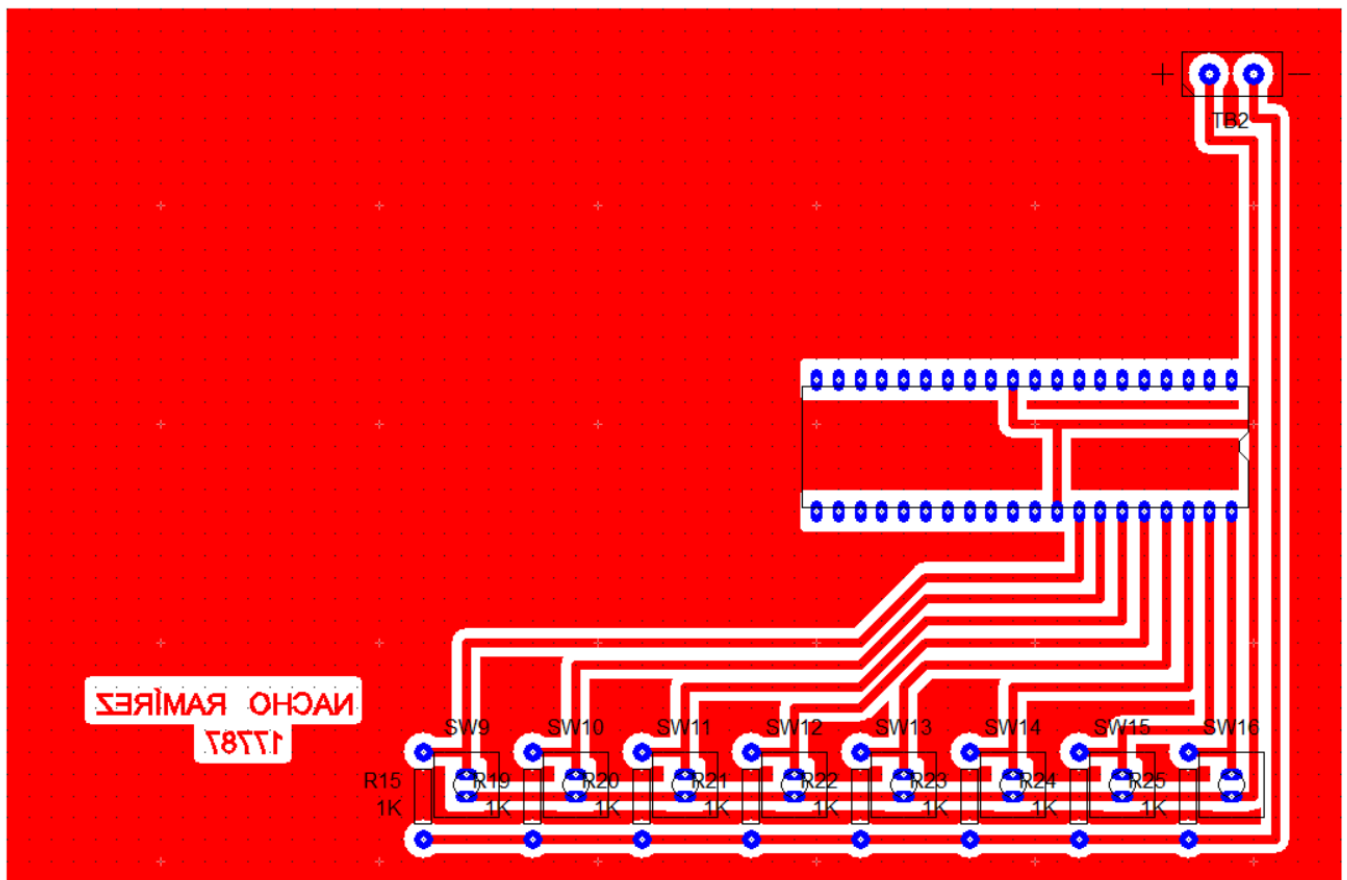 + —
TB2
SW9 SW10 SW11 SW12 SW13 SW14 SW15 SW16
NACHO RAMÍREZ
17787
R15 R19 R20 R21 R22 R23 R24 R25
1K 1K 1K 1K 1K 1K 1K 1K